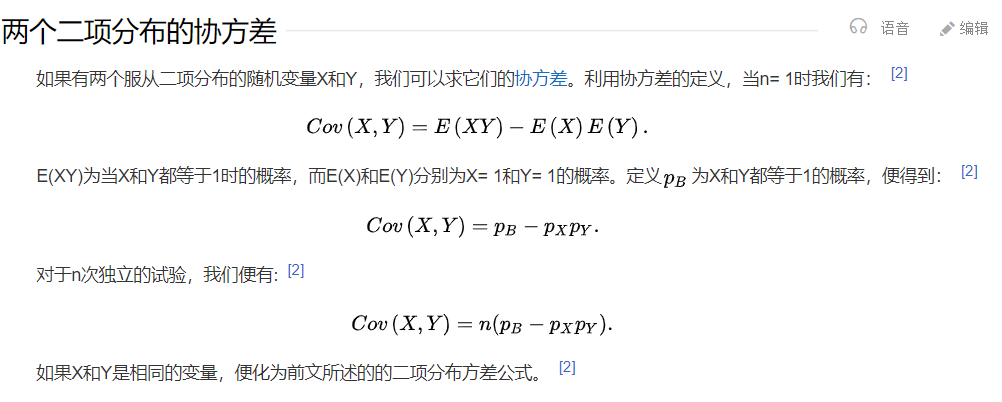 两个二项分布的协方差 语音 编辑
如果有两个服从二项分布的随机变量X和Y，我们可以求它们的协方差。利用协方差的定义，当n= 1时我们有： [2]
Cov (X, Y) = E (XY) − E (X) E (Y) .
E(XY)为当X和Y都等于1时的概率，而E(X)和E(Y)分别为X= 1和Y= 1的概率。定义p_B 为X和Y都等于1的概率，便得到： [2]
Cov (X, Y) = p_B − p_X p_Y.
对于n次独立的试验，我们便有: [2]
Cov (X, Y) = n(p_B − p_X p_Y).
如果X和Y是相同的变量，便化为前文所述的的二项分布方差公式。 [2]